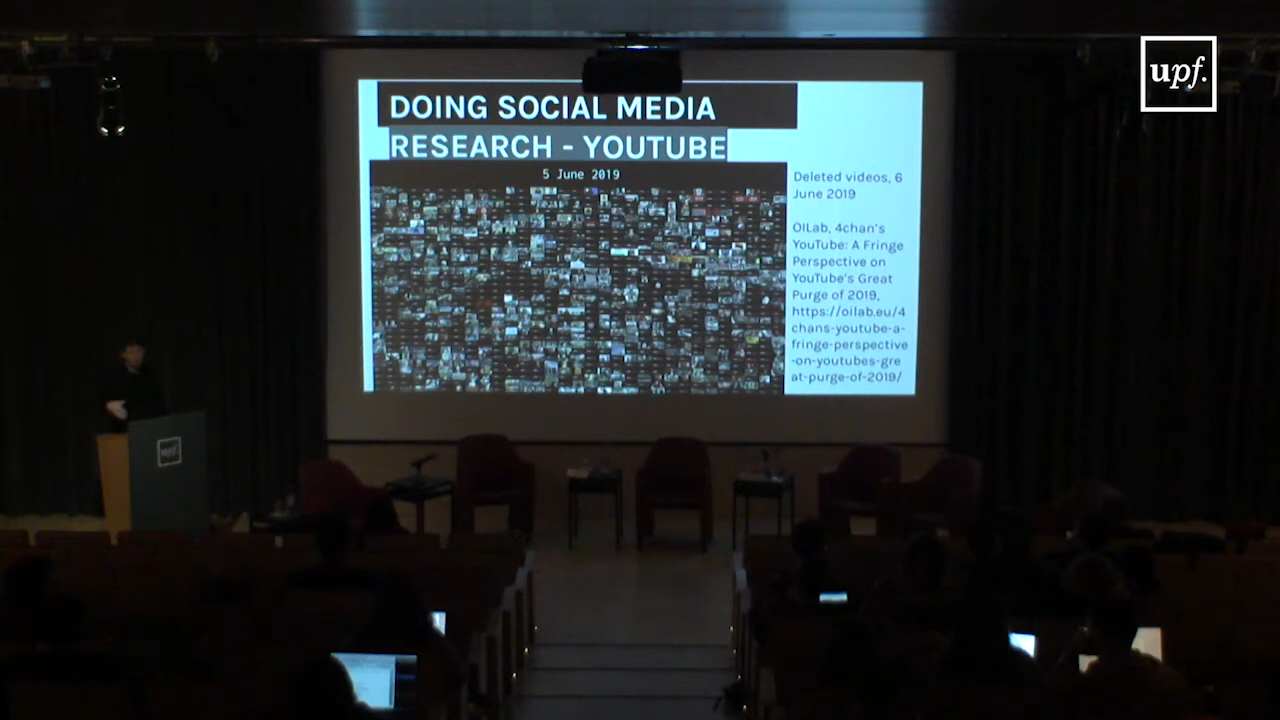 upf.
DOING SOCIAL MEDIA
RESEARCH - YOUTUBE
5 June 2019
Deleted videos, 6
June 2019
OILab, 4chan's
YouTube: A Fringe
Perspective on
YouTube's Great
Purge of 2019,
https://oilab.eu/4
chans-youtube-a-
fringe-perspective
-on-youtubes-gre
at-purge-of-2019/
upf.